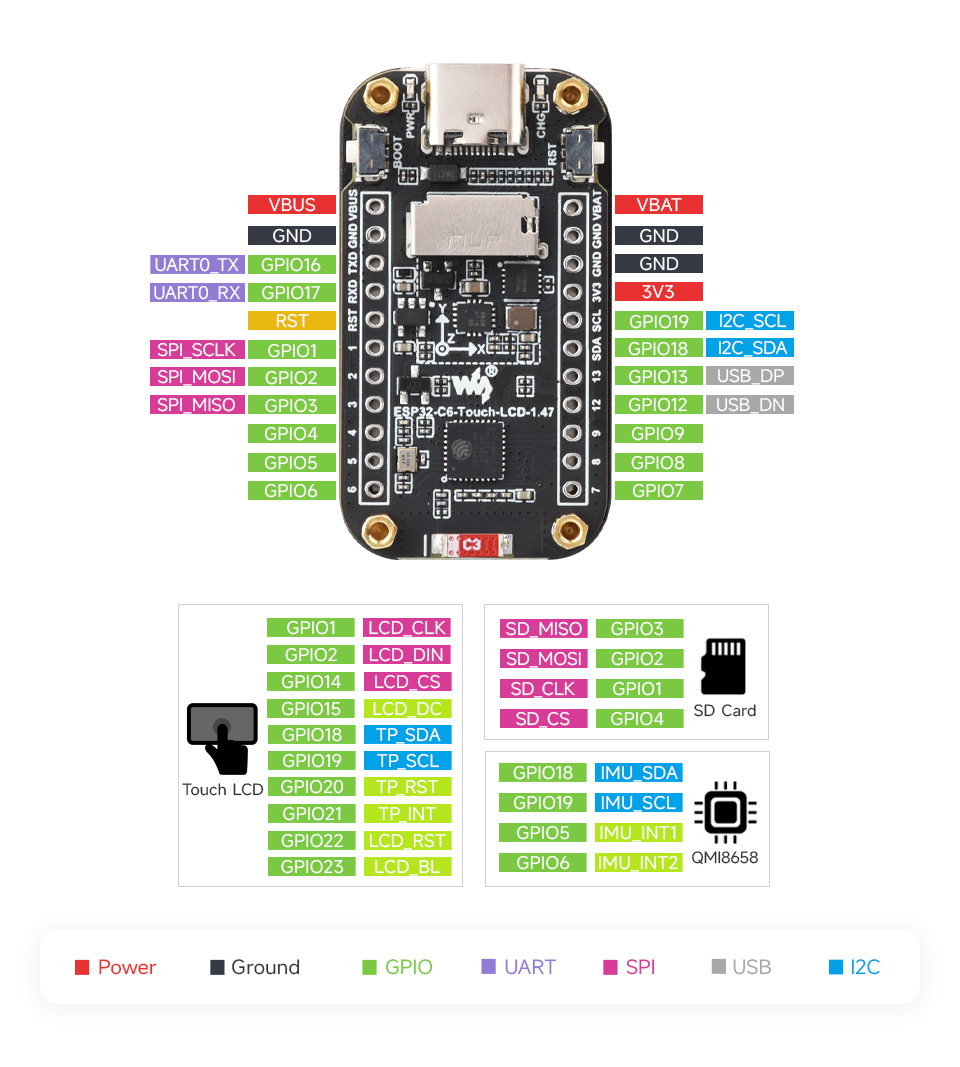 PWR
CHG
BOOT
RST
VBUS VBUS VBAT VBAT
GND GND GND GND
UART0_TX GPIO16 TXD GND GND
UART0_RX GPIO17 RXD 3V3 3V3
RST RST SCL GPIO19 I2C_SCL
SPI_SCLK GPIO1 1 SDA GPIO18 I2C_SDA
SPI_MOSI GPIO2 2 13 GPIO13 USB_DP
SPI_MISO GPIO3 3 12 GPIO12 USB_DN
GPIO4 4 9 GPIO9
GPIO5 5 8 GPIO8
GPIO6 6 7 GPIO7
Y
Z X
®
ESP32-C6-Touch-LCD-1.47
C3
Touch LCD
GPIO1 LCD_CLK
GPIO2 LCD_DIN
GPIO14 LCD_CS
GPIO15 LCD_DC
GPIO18 TP_SDA
GPIO19 TP_SCL
GPIO20 TP_RST
GPIO21 TP_INT
GPIO22 LCD_RST
GPIO23 LCD_BL
SD_MISO GPIO3
SD_MOSI GPIO2
SD_CLK GPIO1
SD_CS GPIO4
SD Card
GPIO18 IMU_SDA
GPIO19 IMU_SCL
GPIO5 IMU_INT1
GPIO6 IMU_INT2
QMI8658
Power Ground GPIO UART SPI USB I2C